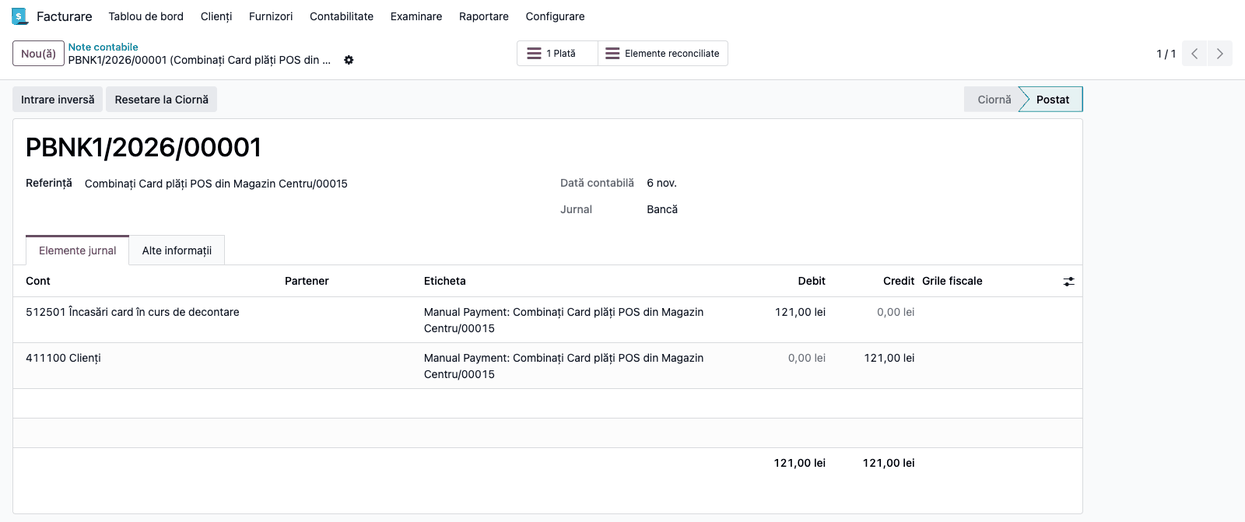 Facturare Tablou de bord Clienți Furnizori Contabilitate Examinare Raportare Configurare
Nou(ă) Note contabile
PBNK1/2026/00001 (Combinați Card plăți POS din ...
1 Plată Elemente reconciliate 1 / 1
Intrare inversă Resetare la Ciornă Ciornă Postat
PBNK1/2026/00001
Referință Combinați Card plăți POS din Magazin Centru/00015 Dată contabilă 6 nov.
Jurnal Bancă
Elemente jurnal Alte informații
Cont Partener Eticheta Debit Credit Grile fiscale
512501 Încasări card în curs de decontare Manual Payment: Combinați Card plăți POS din Magazin 121,00 lei 0,00 lei
Centru/00015
411100 Clienți Manual Payment: Combinați Card plăți POS din Magazin 0,00 lei 121,00 lei
Centru/00015
121,00 lei 121,00 lei